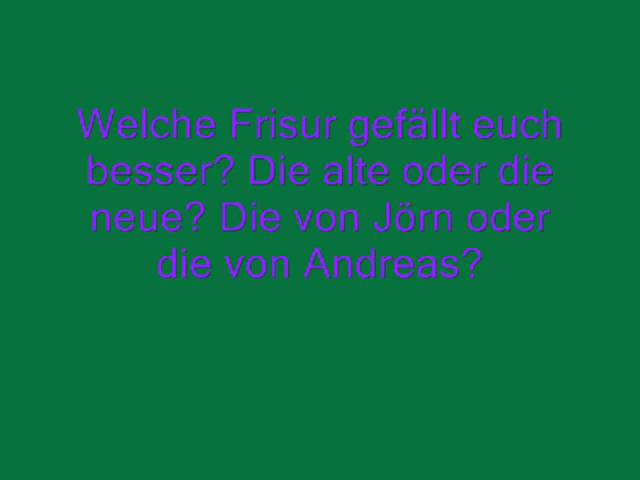 Welche Frisur gefällt euch
besser? Die alte oder die
neue? Die von Jörn oder
die von Andreas?